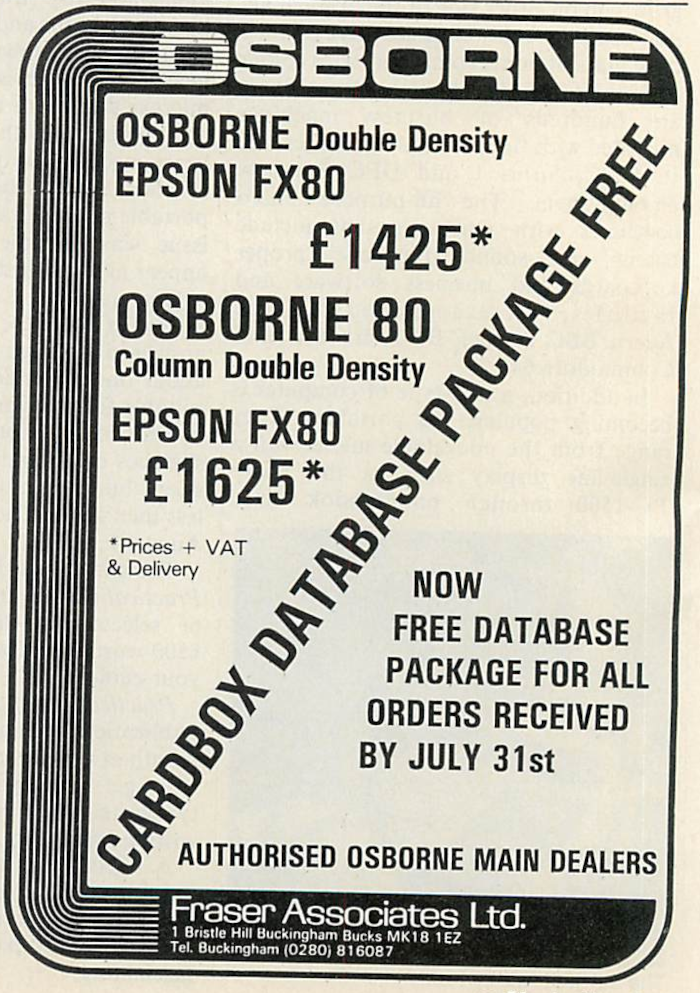 OSBORNE
OSBORNE Double Density
EPSON FX80
£1425*
OSBORNE 80
Column Double Density
EPSON FX80
£1625*
*Prices + VAT
& Delivery
CARDBOX DATABASE PACKAGE FREE
NOW
FREE DATABASE
PACKAGE FOR ALL
ORDERS RECEIVED
BY JULY 31st
AUTHORISED OSBORNE MAIN DEALERS
Fraser Associates Ltd.
1 Bristle Hill Buckingham Bucks MK18 1EZ
Tel. Buckingham (0280) 816087